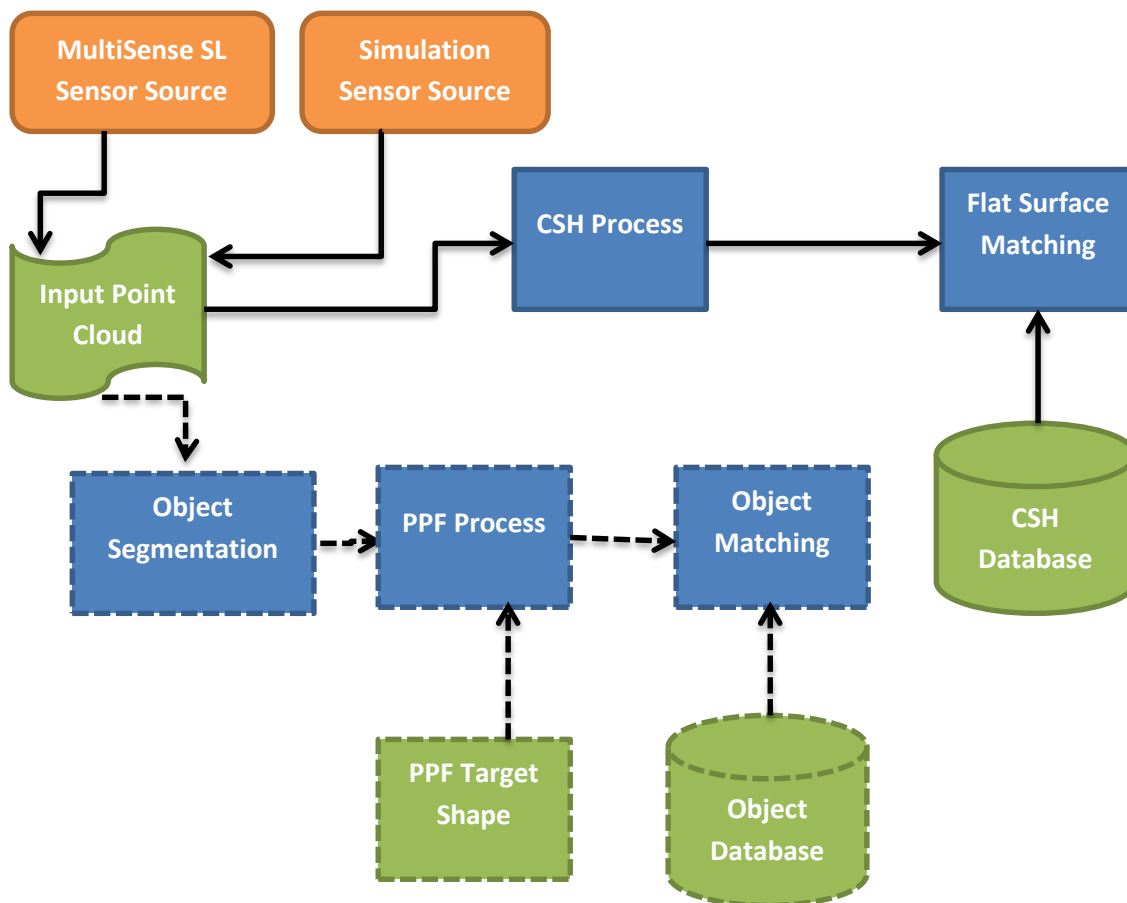 MultiSense SL
Sensor Source
Simulation
Sensor Source
CSH Process
Flat Surface
Matching
Input Point
Cloud
Object
Segmentation
PPF Process
Object
Matching
CSH
Database
PPF Target
Shape
Object
Database